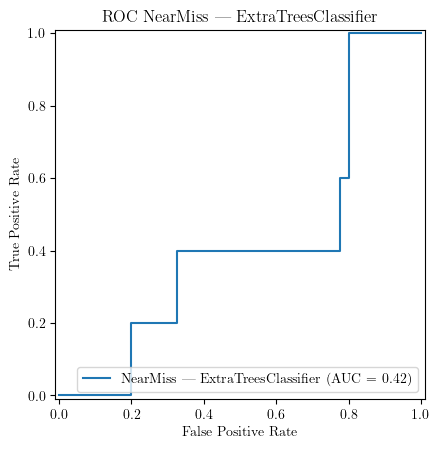 ROC NearMiss — ExtraTreesClassifier
1.0
0.8
0.6
0.4
0.2
0.0
True Positive Rate
NearMiss — ExtraTreesClassifier (AUC = 0.42)
0.0 0.2 0.4 0.6 0.8 1.0
False Positive Rate